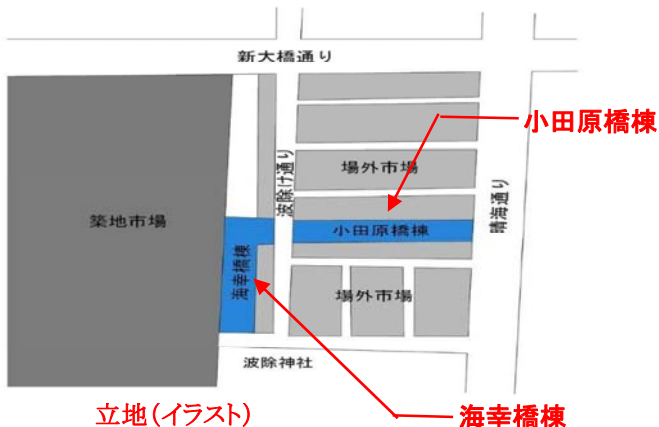 新大橋通り
小田原橋棟
場外市場
波除け通り
晴海通り
築地市場
小田原橋棟
海幸橋棟
場外市場
波除神社
立地(イラスト)
海幸橋棟